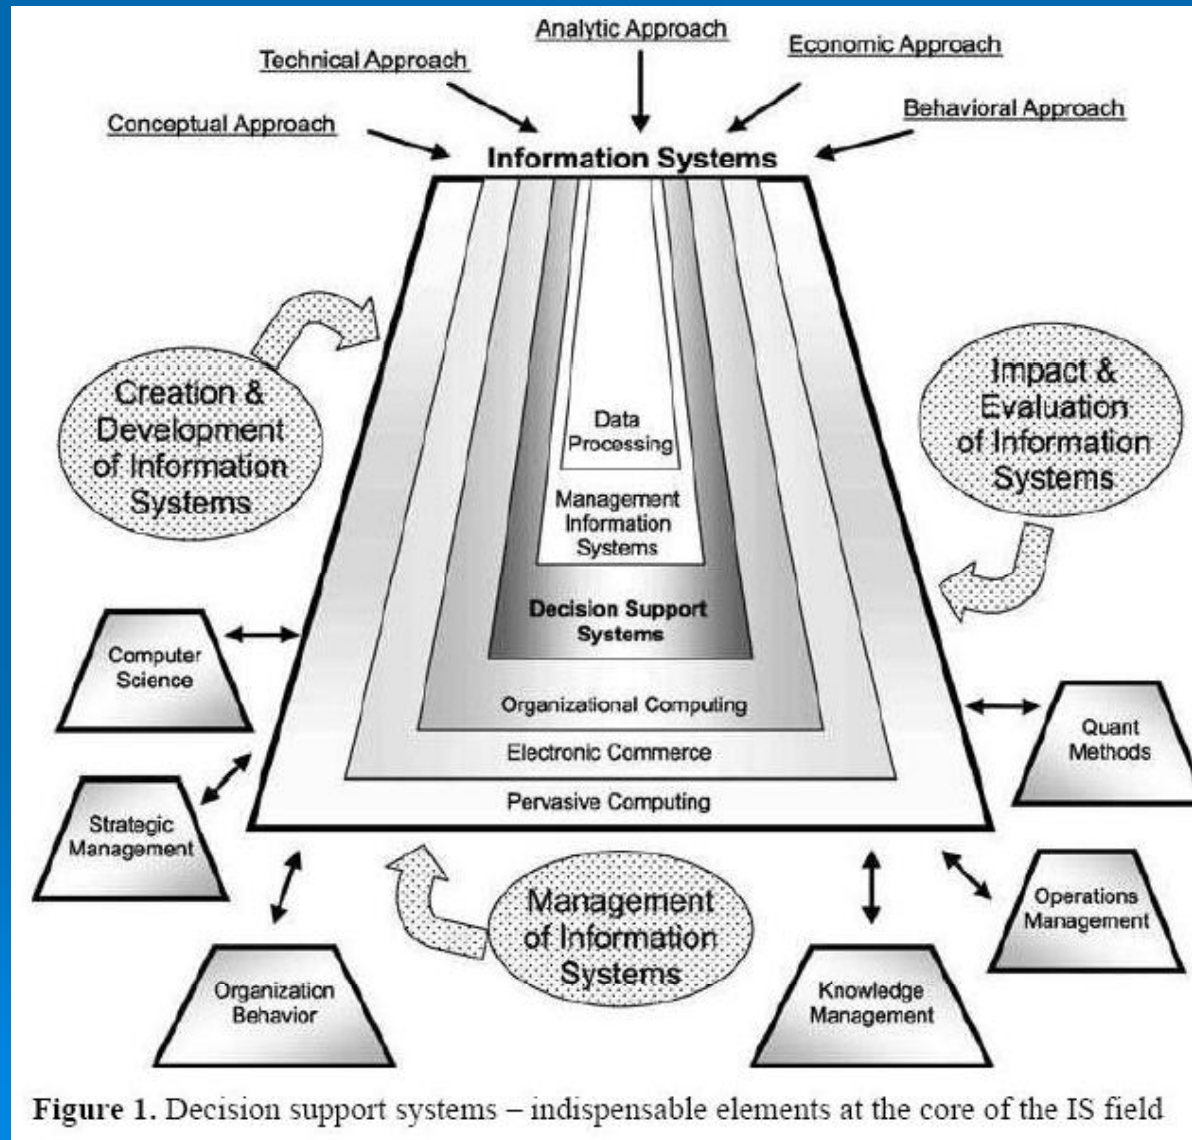 Analytic Approach
Technical Approach
Economic Approach
Conceptual Approach
Behavioral Approach
Information Systems
Creation &
Development
of Information
Systems
Impact &
Evaluation
of Information
Systems
Data
Processing
Management
Information
Systems
Decision Support
Systems
Organizational Computing
Electronic Commerce
Pervasive Computing
Computer
Science
Strategic
Management
Quant
Methods
Operations
Management
Management
of Information
Systems
Organization
Behavior
Knowledge
Management
Figure 1. Decision support systems – indispensable elements at the core of the IS field